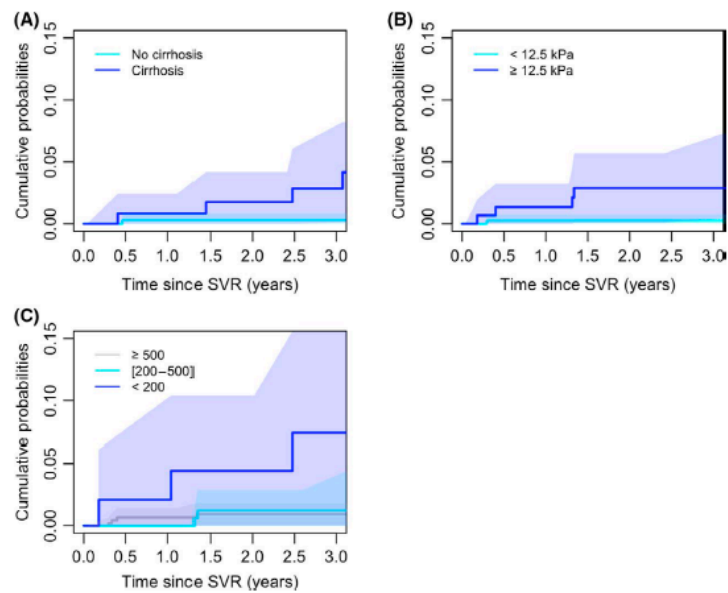 (A)
No cirrhosis
Cirrhosis
Cumulative probabilities
0.00
0.05
0.10
0.15
0.0 0.5 1.0 1.5 2.0 2.5 3.0
Time since SVR (years)
(B)
< 12.5 kPa
≥ 12.5 kPa
Cumulative probabilities
0.00
0.05
0.10
0.15
0.0 0.5 1.0 1.5 2.0 2.5 3.0
Time since SVR (years)
(C)
≥ 500
[200−500]]
< 200
Cumulative probabilities
0.00
0.05
0.10
0.15
0.0 0.5 1.0 1.5 2.0 2.5 3.0
Time since SVR (years)